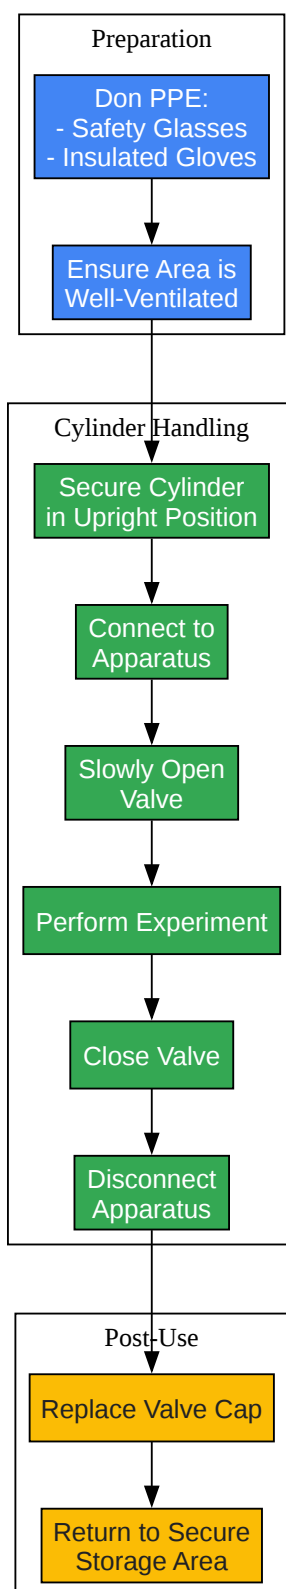 Preparation
Don PPE:
- Safety Glasses
- Insulated Gloves
Ensure Area is
Well-Ventilated
Cylinder Handling
Secure Cylinder
in Upright Position
Connect to
Apparatus
Slowly Open
Valve
Perform Experiment
Close Valve
Disconnect
Apparatus
Post-Use
Replace Valve Cap
Return to Secure
Storage Area